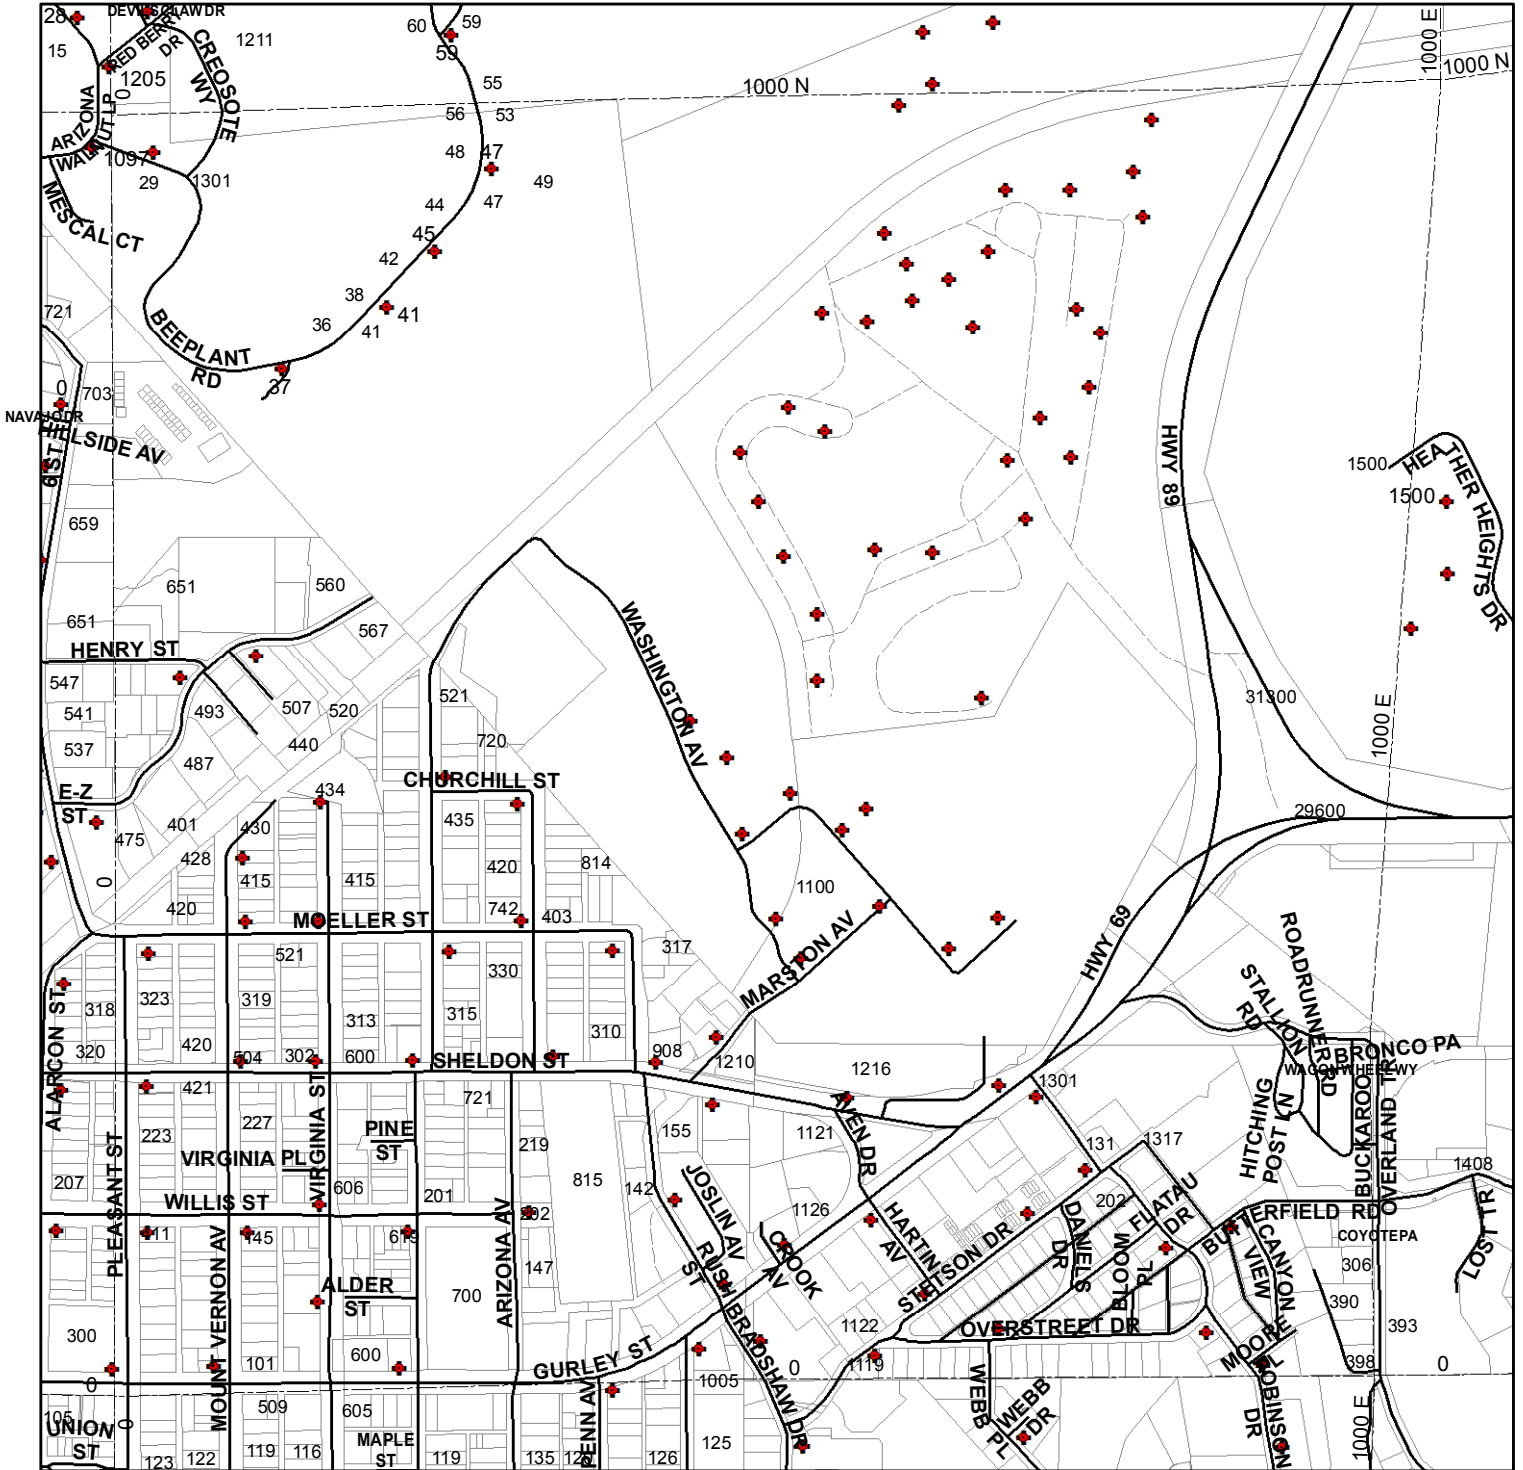 28
DEVILSCLAW DR
60
59
15
RED BERRY
DR
CREOSOTE
WY
1211
59
1000 E
1205
0
55
1000 N
1000 N
ARIZONA
WALNUT LP
56
53
1097
29
1301
48
47
49
MESCAL CT
44
47
45
42
38
41
36
41
721
BEEPLANT
RD
37
0
703
NAVAJO DR
HILLSIDE AV
6 ST
HWY 89
1500
HEATHER HEIGHTS DR
1500
659
651
560
651
567
HENRY ST
WASHINGTON AV
547
541
493
507
520
521
31300
1000 E
537
487
440
720
E-Z
ST
CHURCHILL ST
434
29600
475
401
430
435
428
415
415
420
814
0
1100
420
742
403
MOELLER ST
521
330
317
MARSTON AV
HWY 69
318
323
319
313
315
310
ALARCON ST
320
420
504
302
600
SHELDON ST
908
1210
1216
1301
STALLION
RD
ROADRUNNER RD
BRONCO PA
WAGON WHEEL WY
421
721
AVEN DR
HITCHING
POST LN
BUCKAROO
OVERLAND TR
223
227
PINE
ST
219
155
1121
131
1317
VIRGINIA PL
VIRGINIA ST
PLEASANT ST
207
606
201
815
142
JOSLIN AV
1408
WILLIS ST
202
1126
HARTIN
AV
202
FLATAU
DR
BUTTERFIELD RD
LOST TR
311
145
619
MOUNT VERNON AV
ARIZONA AV
147
RUSH
ST
CROOK
AV
STETSON DR
DANIELS
DR
BLOOM
PL
CANYON
VIEW
COYOTE PA
306
ALDER
ST
700
390
300
101
600
GURLEY ST
BRADSHAW DR
1122
OVERSTREET DR
393
MOORE
PL
398
0
0
1119
0
1005
105
0
UNION
ST
509
605
PENN AV
WEBB PL
WEBB
DR
ROBINSON
DR
1000 E
MAPLE
ST
123
122
119
116
119
135
126
125